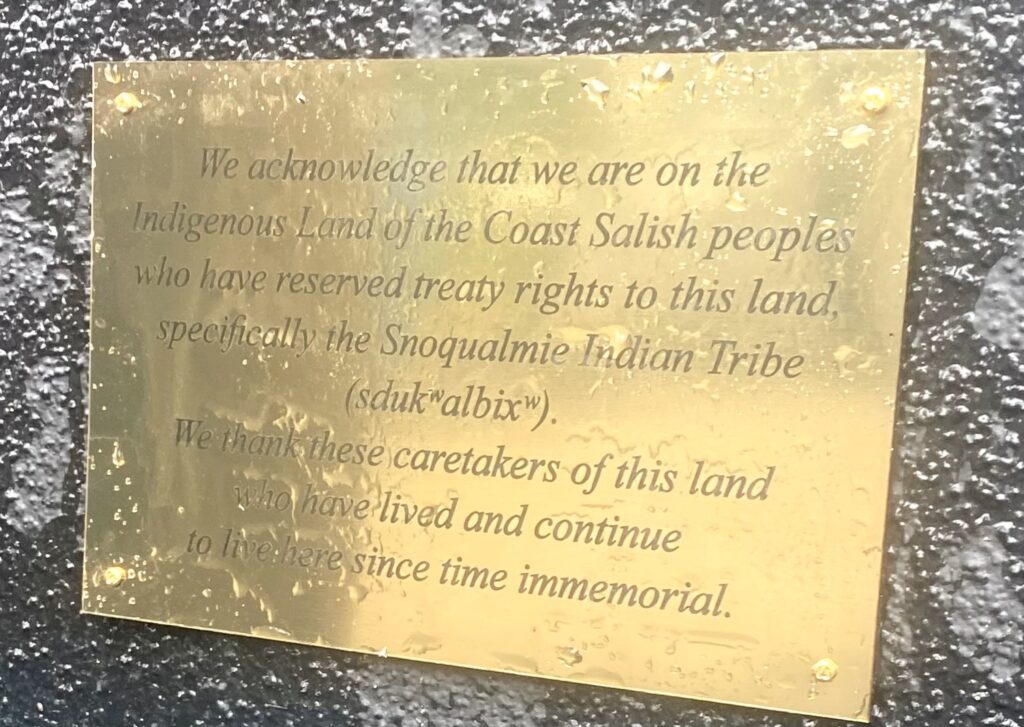 We acknowledge that we are on the
Indigenous Land of the Coast Salish peoples
who have reserved treaty rights to this land,
specifically the Snoqualmie Indian Tribe
(sdukʷalbixʷ).
We thank these caretakers of this land
who have lived and continue
to live here since time immemorial.